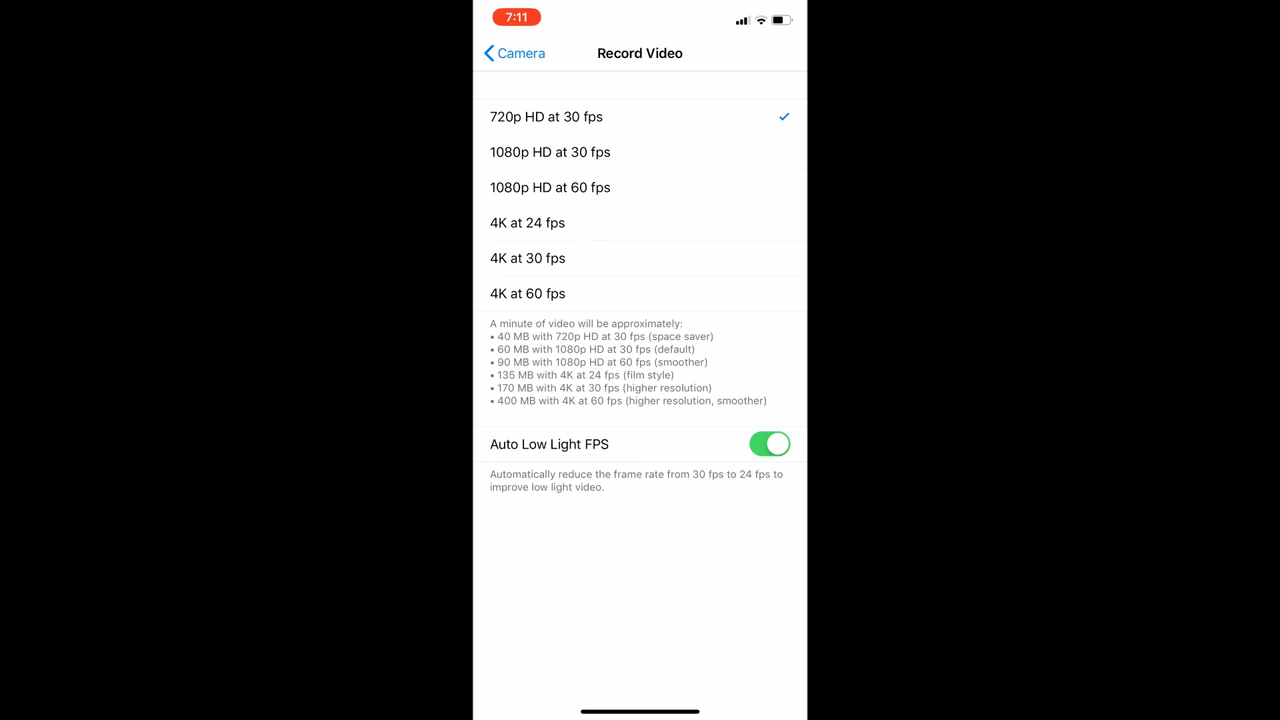 7:11
Camera
Record Video
720p HD at 30 fps
1080p HD at 30 fps
1080p HD at 60 fps
4K at 24 fps
4K at 30 fps
4K at 60 fps
A minute of video will be approximately:
• 40 MB with 720p HD at 30 fps (space saver)
• 60 MB with 1080p HD at 30 fps (default)
• 90 MB with 1080p HD at 60 fps (smoother)
• 135 MB with 4K at 24 fps (film style)
• 170 MB with 4K at 30 fps (higher resolution)
• 400 MB with 4K at 60 fps (higher resolution, smoother)
Auto Low Light FPS
Automatically reduce the frame rate from 30 fps to 24 fps to
improve low light video.